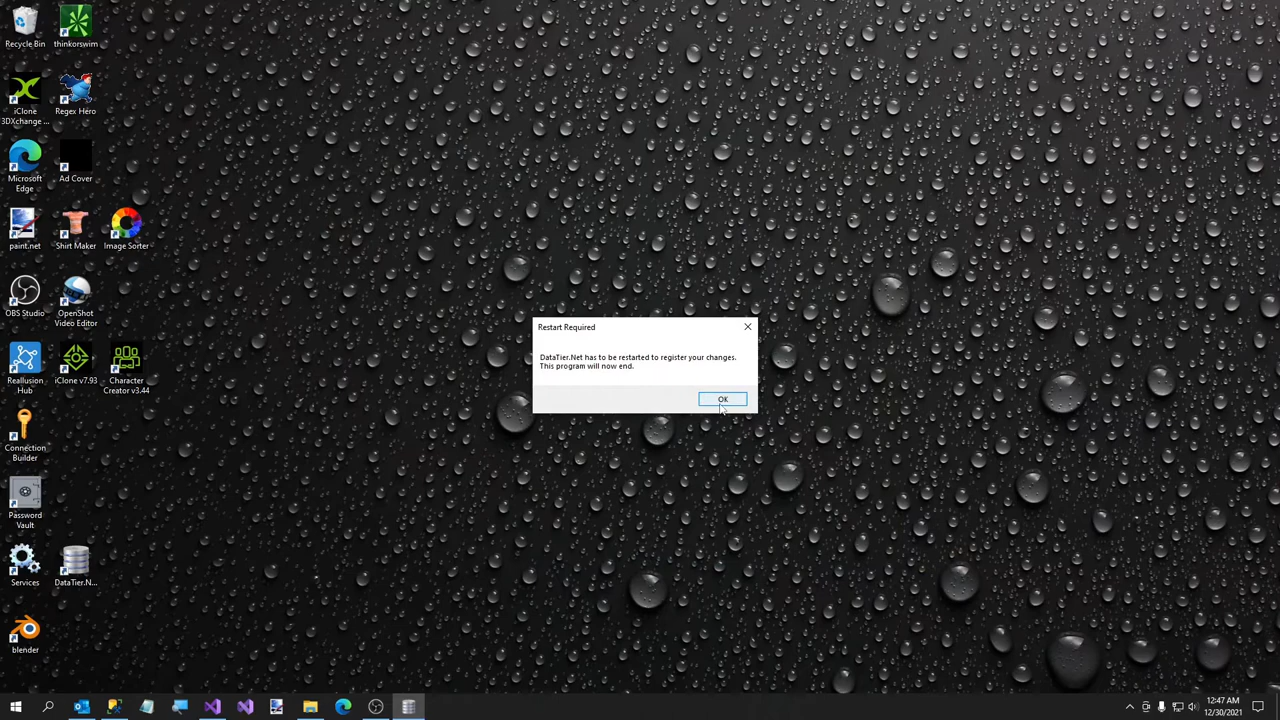 Recycle Bin
thinkorswim
iClone
3DXchange ...
Regex Hero
Microsoft
Edge
Ad Cover
paint.net
Shirt Maker
Image Sorter
OBS Studio
OpenShot
Video Editor
Reallusion
Hub
iClone v7.93
Character
Creator v3.44
Connection
Builder
Password
Vault
Services
DataTier.N...
blender
Restart Required
DataTier.Net has to be restarted to register your changes.
This program will now end.
OK
12:47 AM
12/30/2021